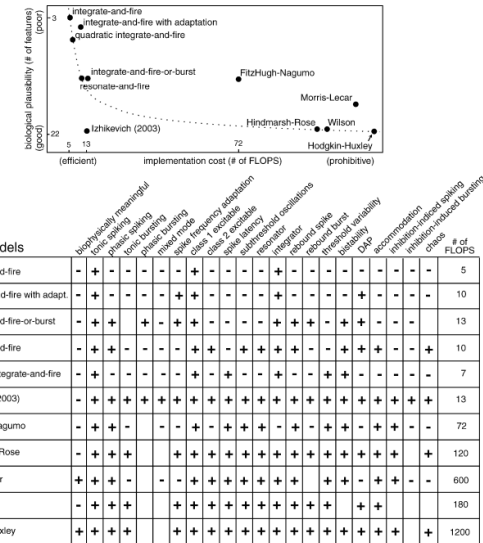 biological plausibility (# of features)
(good)
(poor)
3
22
integrate-and-fire
integrate-and-fire with adaptation
quadratic integrate-and-fire
integrate-and-fire-or-burst
resonate-and-fire
FitzHugh-Nagumo
Morris-Lecar
Izhikevich (2003)
Hindmarsh-Rose
Wilson
Hodgkin-Huxley
5 13 72
(efficient) implementation cost (# of FLOPS) (prohibitive)
dels
biophysically meaningful
tonic spiking
phasic spiking
tonic bursting
phasic bursting
mixed mode
spike frequency adaptation
class 1 excitable
class 2 excitable
spike latency
subthreshold oscillations
resonator
integrator
rebound spike
rebound burst
threshold variability
bistability
DAP
accommodation
inhibition-indiced spiking
inhibition-induced bursting
chaos
# of
FLOPS
d-fire - + - - - - - + - - - - + - - - - - - - - - 5
d-fire with adapt. - + - - - - + + - - - - + - - - - + - - - - 10
d-fire-or-burst - + + + - + + - - - - + + + - + + - - - 13
d-fire - + + - - - - + + - + + + + - - + + + - - + 10
tegrate-and-fire - + - - - - - + - + - - + - - + + - - - - - 7
2003) - + + + + + + + + + + + + + + + + + + + + + 13
agumo - + + - - - + - + + + - + - + + - + + - - 72
Rose - + + + + + + + + + + + + + + + + + + 120
r + + + - - - + + + + + + + + + - + + - - 600
- + + + + + + + + + + + + + + + 180
uxley + + + + + + + + + + + + + + + + + + + 1200